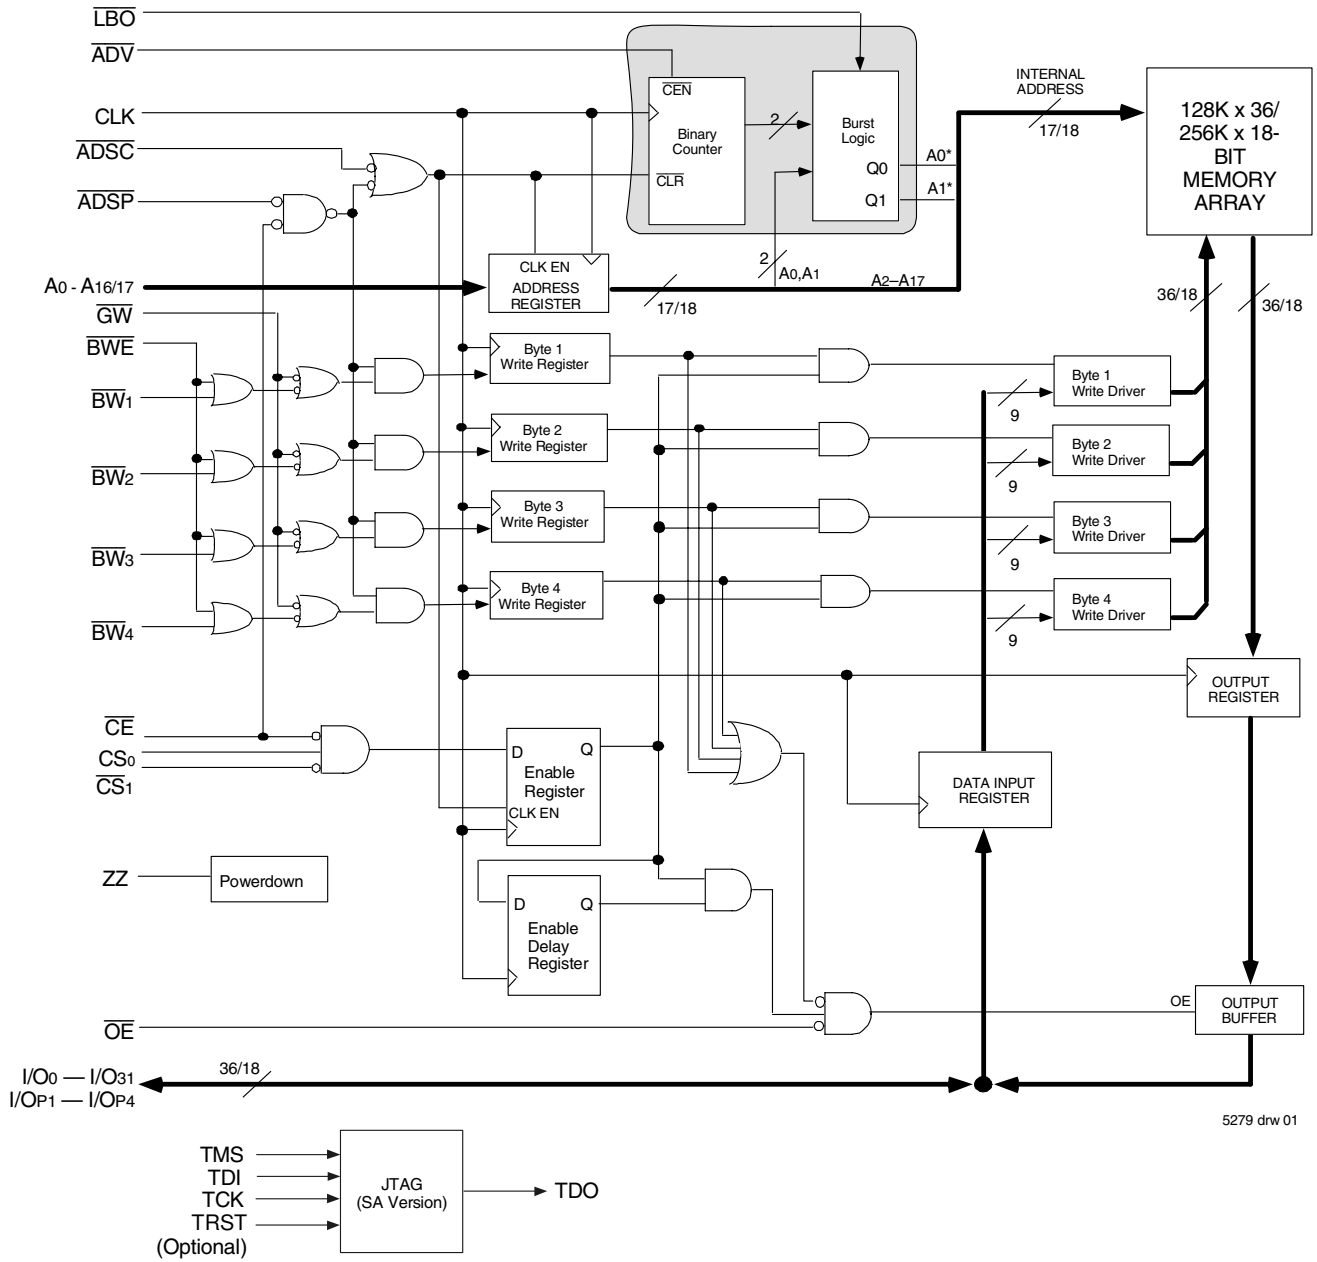 LBO
ADV
CLK
ADSC
ADSP
A0 - A16/17
GW
BWE
BW1
BW2
BW3
BW4
CE
CS0
CS1
ZZ
Powerdown
OE
I/O0 — I/O31
I/OP1 — I/OP4
36/18
CEN
Binary
Counter
CLR
2
Burst
Logic
Q0
Q1
A0*
A1*
INTERNAL
ADDRESS
17/18
128K x 36/
256K x 18-
BIT
MEMORY
ARRAY
CLK EN
ADDRESS
REGISTER
17/18
2
A0,A1
A2–A17
36/18
36/18
Byte 1
Write Register
Byte 2
Write Register
Byte 3
Write Register
Byte 4
Write Register
9
Byte 1
Write Driver
9
Byte 2
Write Driver
9
Byte 3
Write Driver
9
Byte 4
Write Driver
OUTPUT
REGISTER
D
Q
Enable
Register
CLK EN
DATA INPUT
REGISTER
D
Q
Enable
Delay
Register
OE
OUTPUT
BUFFER
5279 drw 01
TMS
TDI
TCK
TRST
(Optional)
JTAG
(SA Version)
TDO